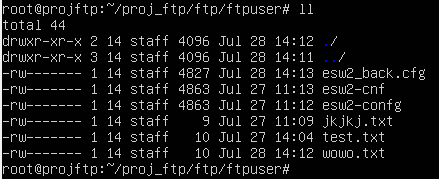 root@projftp:~/proj_ftp/ftp/ftpuser# ll
total 44
drwxr-xr-x 2 14 staff 4096 Jul 28 14:12 ./
drwxr-xr-x 3 14 staff 4096 Jul 28 14:11 ../
-rw------- 1 14 staff 4827 Jul 28 14:13 esw2_back.cfg
-rw------- 1 14 staff 4863 Jul 27 11:13 esw2-cnf
-rw------- 1 14 staff 4863 Jul 27 11:12 esw2-confg
-rw------- 1 14 staff    9 Jul 27 11:09 jkjkj.txt
-rw------- 1 14 staff   10 Jul 27 14:04 test.txt
-rw------- 1 14 staff   10 Jul 28 14:12 wowo.txt
root@projftp:~/proj_ftp/ftp/ftpuser#